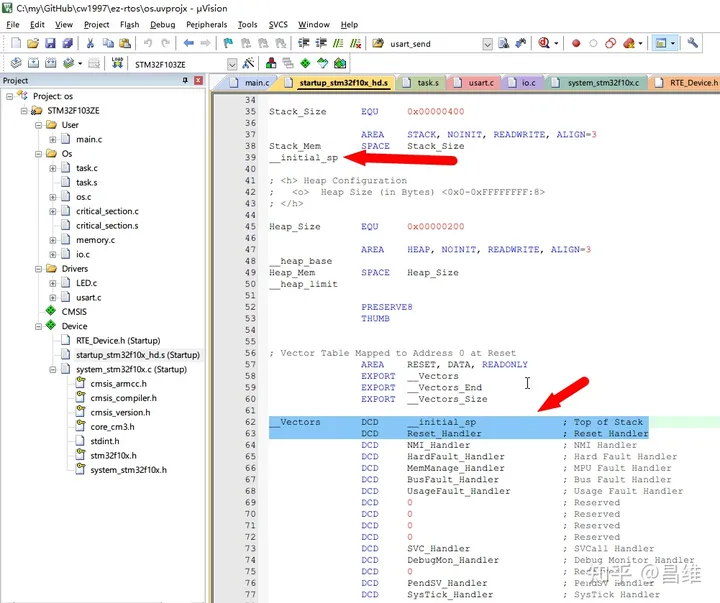 C:\my\GitHub\cw1997\ez-rtos\os.uvprojx - µVision
File Edit View Project Flash Debug Peripherals Tools SVCS Window Help
usart_send
LOAD STM32F103ZE
Project
main.c startup_stm32f10x_hd.s task.s usart.c io.c system_stm32f10x.c RTE_Device.h
Project: os
STM32F103ZE
User
main.c
Os
task.c
task.s
os.c
critical_section.c
critical_section.s
memory.c
io.c
Drivers
LED.c
usart.c
CMSIS
Device
RTE_Device.h (Startup)
startup_stm32f10x_hd.s (Startup)
system_stm32f10x.c (Startup)
cmsis_armcc.h
cmsis_compiler.h
cmsis_version.h
core_cm3.h
stdint.h
stm32f10x.h
system_stm32f10x.h
34
35 Stack_Size EQU 0x00000400
36
37 AREA STACK, NOINIT, READWRITE, ALIGN=3
38 Stack_Mem SPACE Stack_Size
39 __initial_sp
40
41 ; <h> Heap Configuration
42 ; <o> Heap Size (in Bytes) <0x0-0xFFFFFFFF:8>
43 ; </h>
44
45 Heap_Size EQU 0x00000200
46
47 AREA HEAP, NOINIT, READWRITE, ALIGN=3
48 __heap_base
49 Heap_Mem SPACE Heap_Size
50 __heap_limit
51
52 PRESERVE8
53 THUMB
54
55
56 ; Vector Table Mapped to Address 0 at Reset
57 AREA RESET, DATA, READONLY
58 EXPORT __Vectors
59 EXPORT __Vectors_End
60 EXPORT __Vectors_Size
61
62 __Vectors DCD __initial_sp ; Top of Stack
63 DCD Reset_Handler ; Reset Handler
64 DCD NMI_Handler ; NMI Handler
65 DCD HardFault_Handler ; Hard Fault Handler
66 DCD MemManage_Handler ; MPU Fault Handler
67 DCD BusFault_Handler ; Bus Fault Handler
68 DCD UsageFault_Handler ; Usage Fault Handler
69 DCD 0 ; Reserved
70 DCD 0 ; Reserved
71 DCD 0 ; Reserved
72 DCD 0 ; Reserved
73 DCD SVC_Handler ; SVCall Handler
74 DCD DebugMon_Handler ; Debug Monitor Handler
75 DCD 0 ; Reserved
76 DCD PendSV_Handler ; PendSV Handler
77 DCD SysTick_Handler ; SysTick Handler
知乎 @昌维